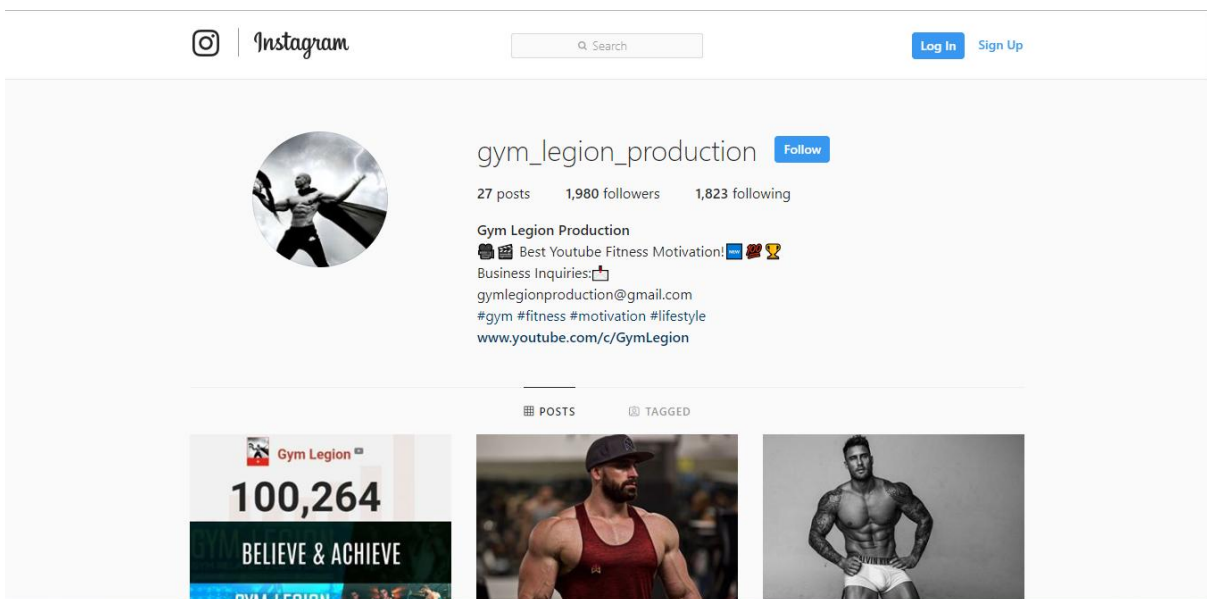 Instagram
Search
Log In
Sign Up
gym_legion_production
Follow
27 posts 1,980 followers 1,823 following
Gym Legion Production
🎥🎬 Best Youtube Fitness Motivation!🆕💯🏆
Business Inquiries:📩
gymlegionproduction@gmail.com
#gym #fitness #motivation #lifestyle
www.youtube.com/c/GymLegion
POSTS
TAGGED
Gym Legion
100,264
BELIEVE & ACHIEVE
GYM LEGION